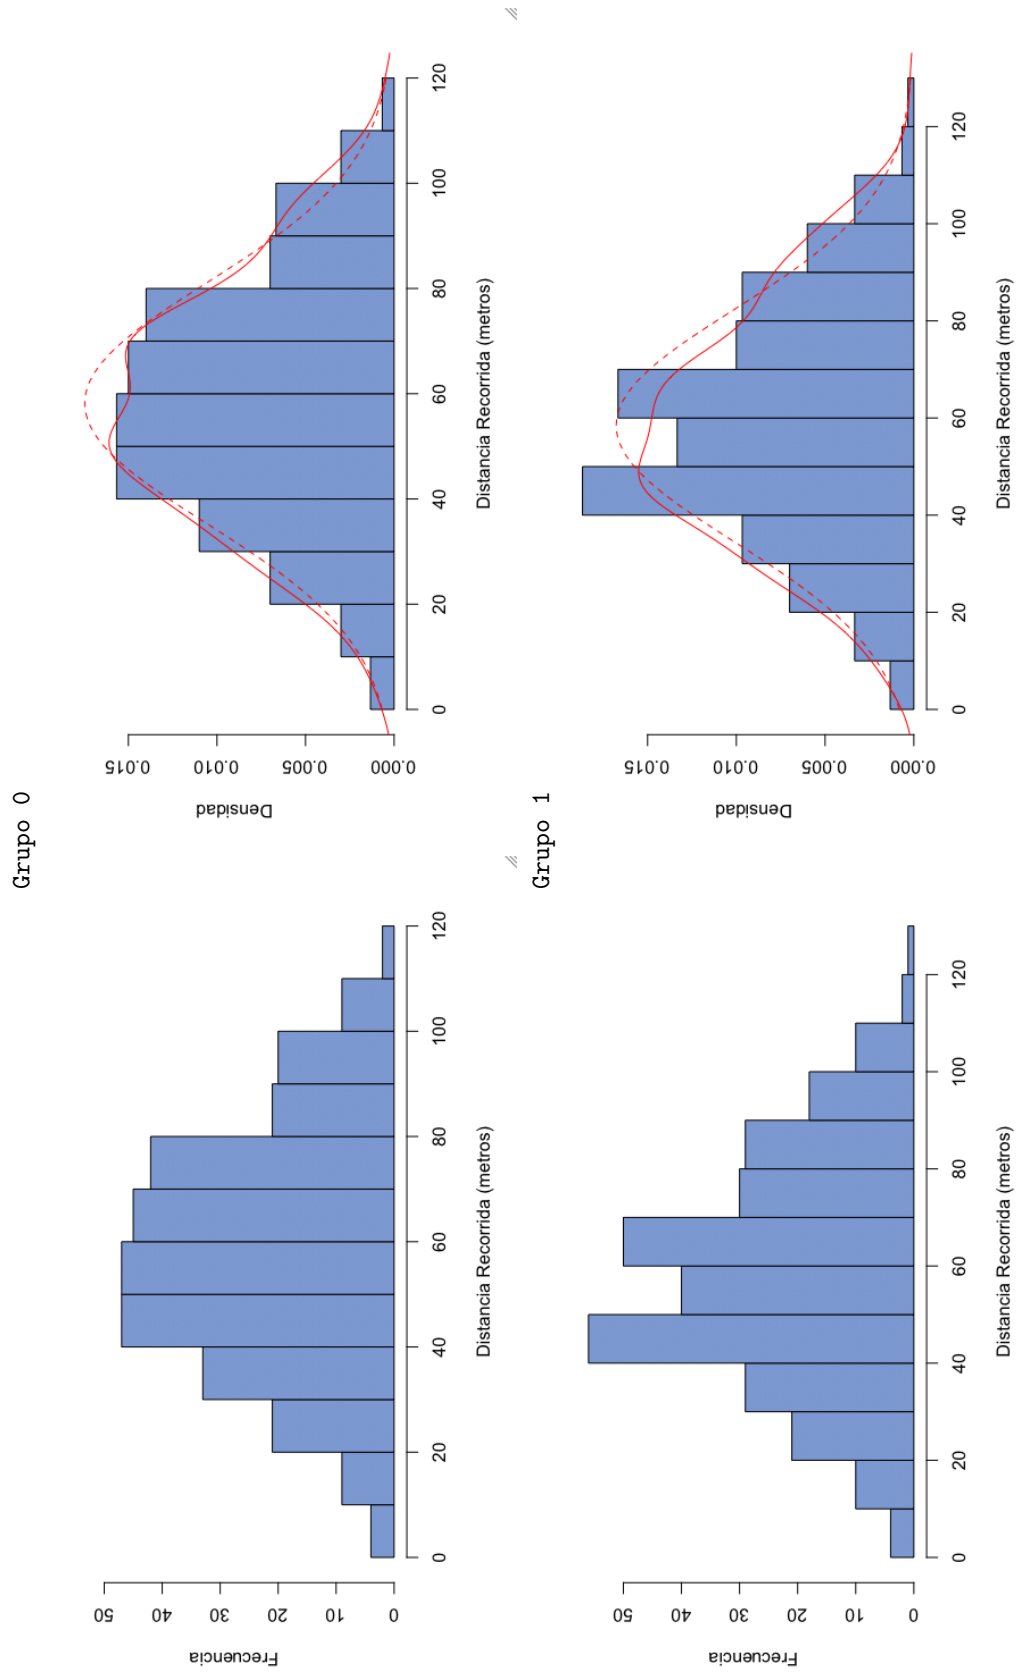 Grupo 0
Frecuencia
0 10 20 30 40 50
0 20 40 60 80 100 120
Distancia Recorrida (metros)
Densidad
0.000 0.005 0.010 0.015
0 20 40 60 80 100 120
Distancia Recorrida (metros)
Grupo 1
Frecuencia
0 10 20 30 40 50
0 20 40 60 80 100 120
Distancia Recorrida (metros)
Densidad
0.000 0.005 0.010 0.015
0 20 40 60 80 100 120
Distancia Recorrida (metros)